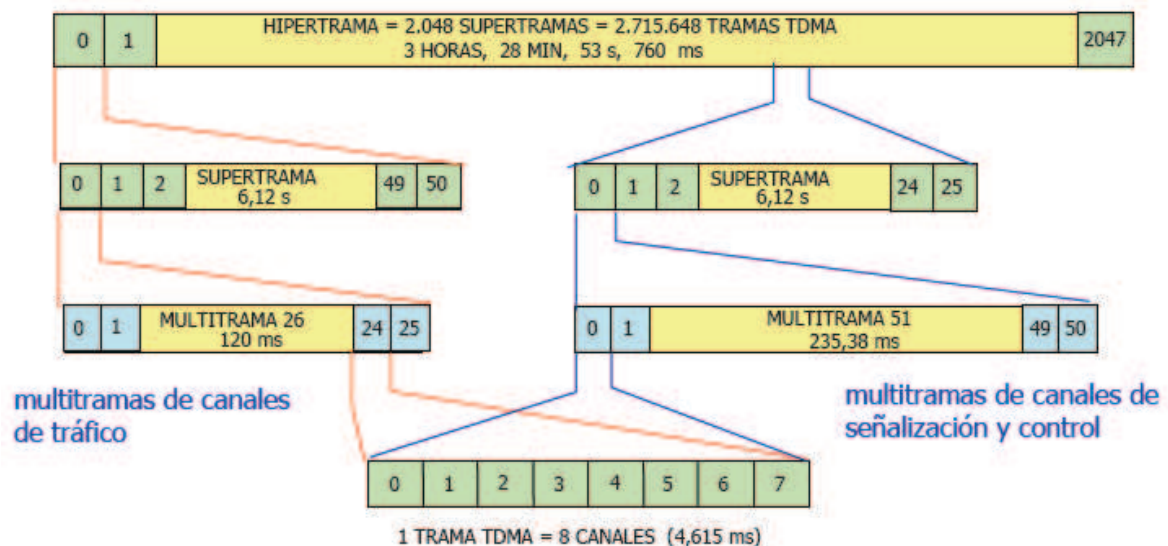 0 1 HIPERTRAMA = 2.048 SUPERTRAMAS = 2.715.648 TRAMAS TDMA 2047
3 HORAS, 28 MIN, 53 s, 760 ms
0 1 2 SUPERTRAMA 49 50
6,12 s
0 1 2 SUPERTRAMA 24 25
6,12 s
0 1 MULTITRAMA 26 24 25
120 ms
0 1 MULTITRAMA 51 49 50
235,38 ms
multitramas de canales
de tráfico
multitramas de canales de
señalización y control
0 1 2 3 4 5 6 7
1 TRAMA TDMA = 8 CANALES (4,615 ms)